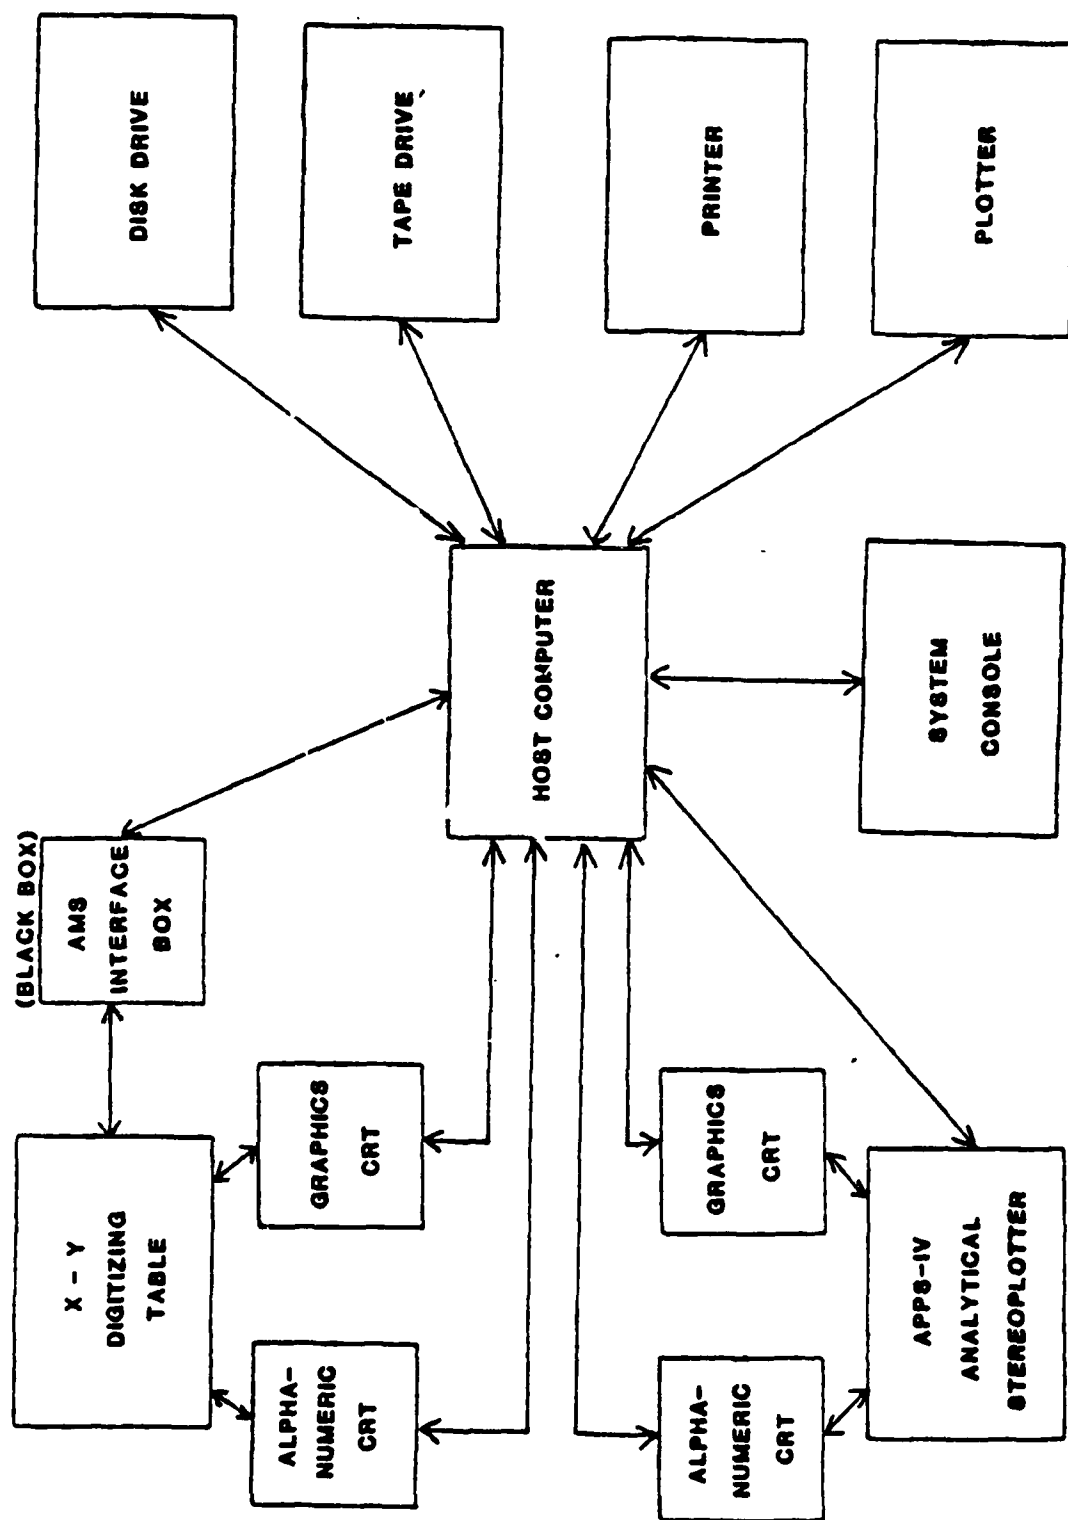 (BLACK BOX)
AMS
INTERFACE
BOX
X - Y
DIGITIZING
TABLE
ALPHA-
NUMERIC
CRT
GRAPHICS
CRT
ALPHA-
NUMERIC
CRT
GRAPHICS
CRT
APPS-IV
ANALYTICAL
STEREOPLOTTER
HOST COMPUTER
SYSTEM
CONSOLE
DISK DRIVE
TAPE DRIVE
PRINTER
PLOTTER